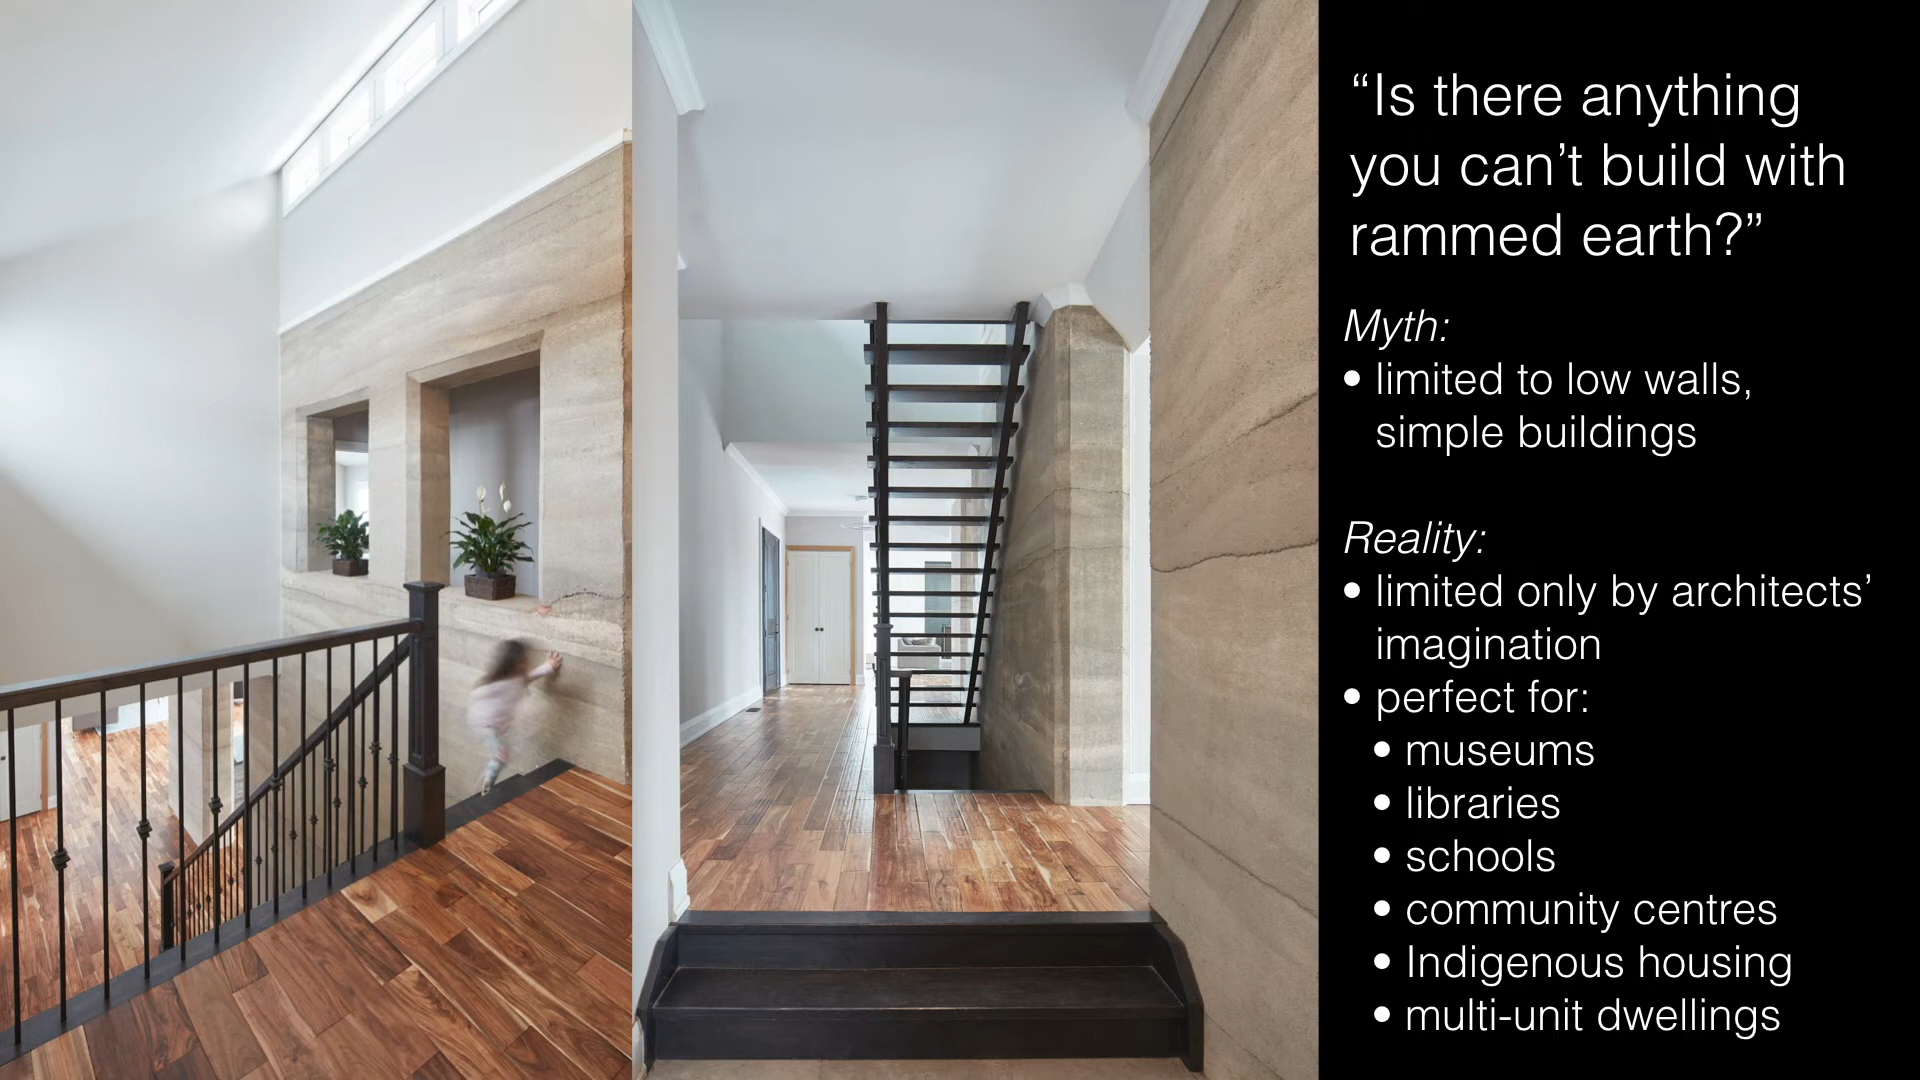 “Is there anything
you can’t build with
rammed earth?”
Myth:
• limited to low walls,
simple buildings
Reality:
• limited only by architects’
imagination
• perfect for:
• museums
• libraries
• schools
• community centres
• Indigenous housing
• multi-unit dwellings